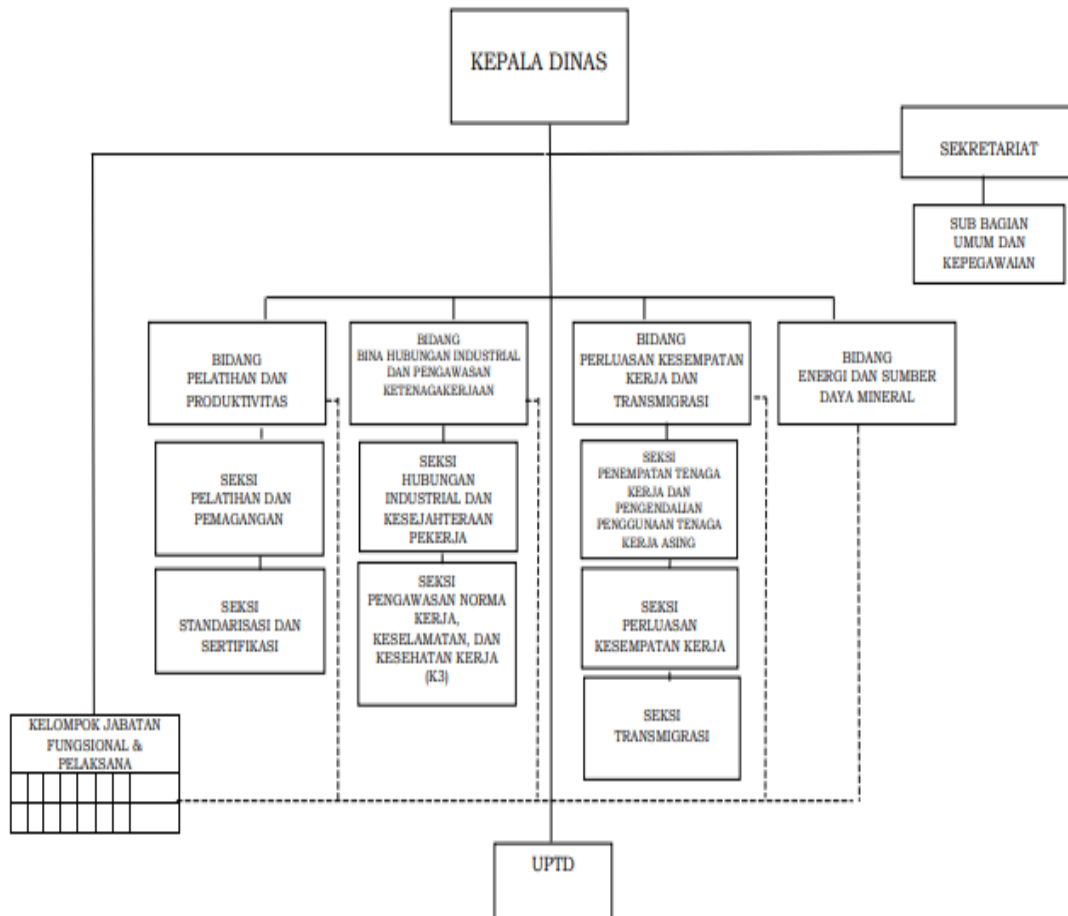 KEPALA DINAS
SEKRETARIAT
SUB BAGIAN
UMUM DAN
KEPEGAWAIAN
BIDANG
PELATIHAN DAN
PRODUKTIVITAS
BIDANG
BINA HUBUNGAN INDUSTRIAL
DAN PENGAWASAN
KETENAGAKERJAAN
BIDANG
PERLUASAN KESEMPATAN
KERJA DAN
TRANSMIGRASI
BIDANG
ENERGI DAN SUMBER
DAYA MINERAL
SEKSI
PELATIHAN DAN
PEMAGANGAN
SEKSI
HUBUNGAN
INDUSTRIAL DAN
KESEJAHTERAAN
PEKERJA
SEKSI
PENEMPATAN TENAGA
KERJA DAN
PENGENDALIAN
PENGGUNAAN TENAGA
KERJA ASING
SEKSI
STANDARISASI DAN
SERTIFIKASI
SEKSI
PENGAWASAN NORMA
KERJA,
KESELAMATAN, DAN
KESEHATAN KERJA
(K3)
SEKSI
PERLUASAN
KESEMPATAN KERJA
SEKSI
TRANSMIGRASI
KELOMPOK JABATAN
FUNGSIONAL &
PELAKSANA
UPTD